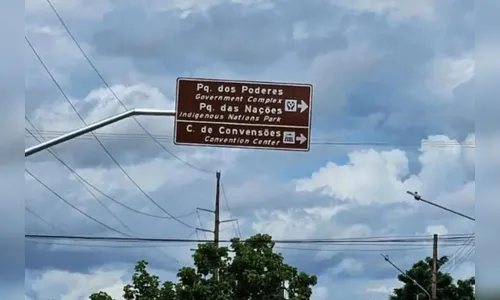 Pq. dos Poderes
Government Complex
Pq. das Nações
Indigenous Nations Park
C. de Convensões
Convention Center